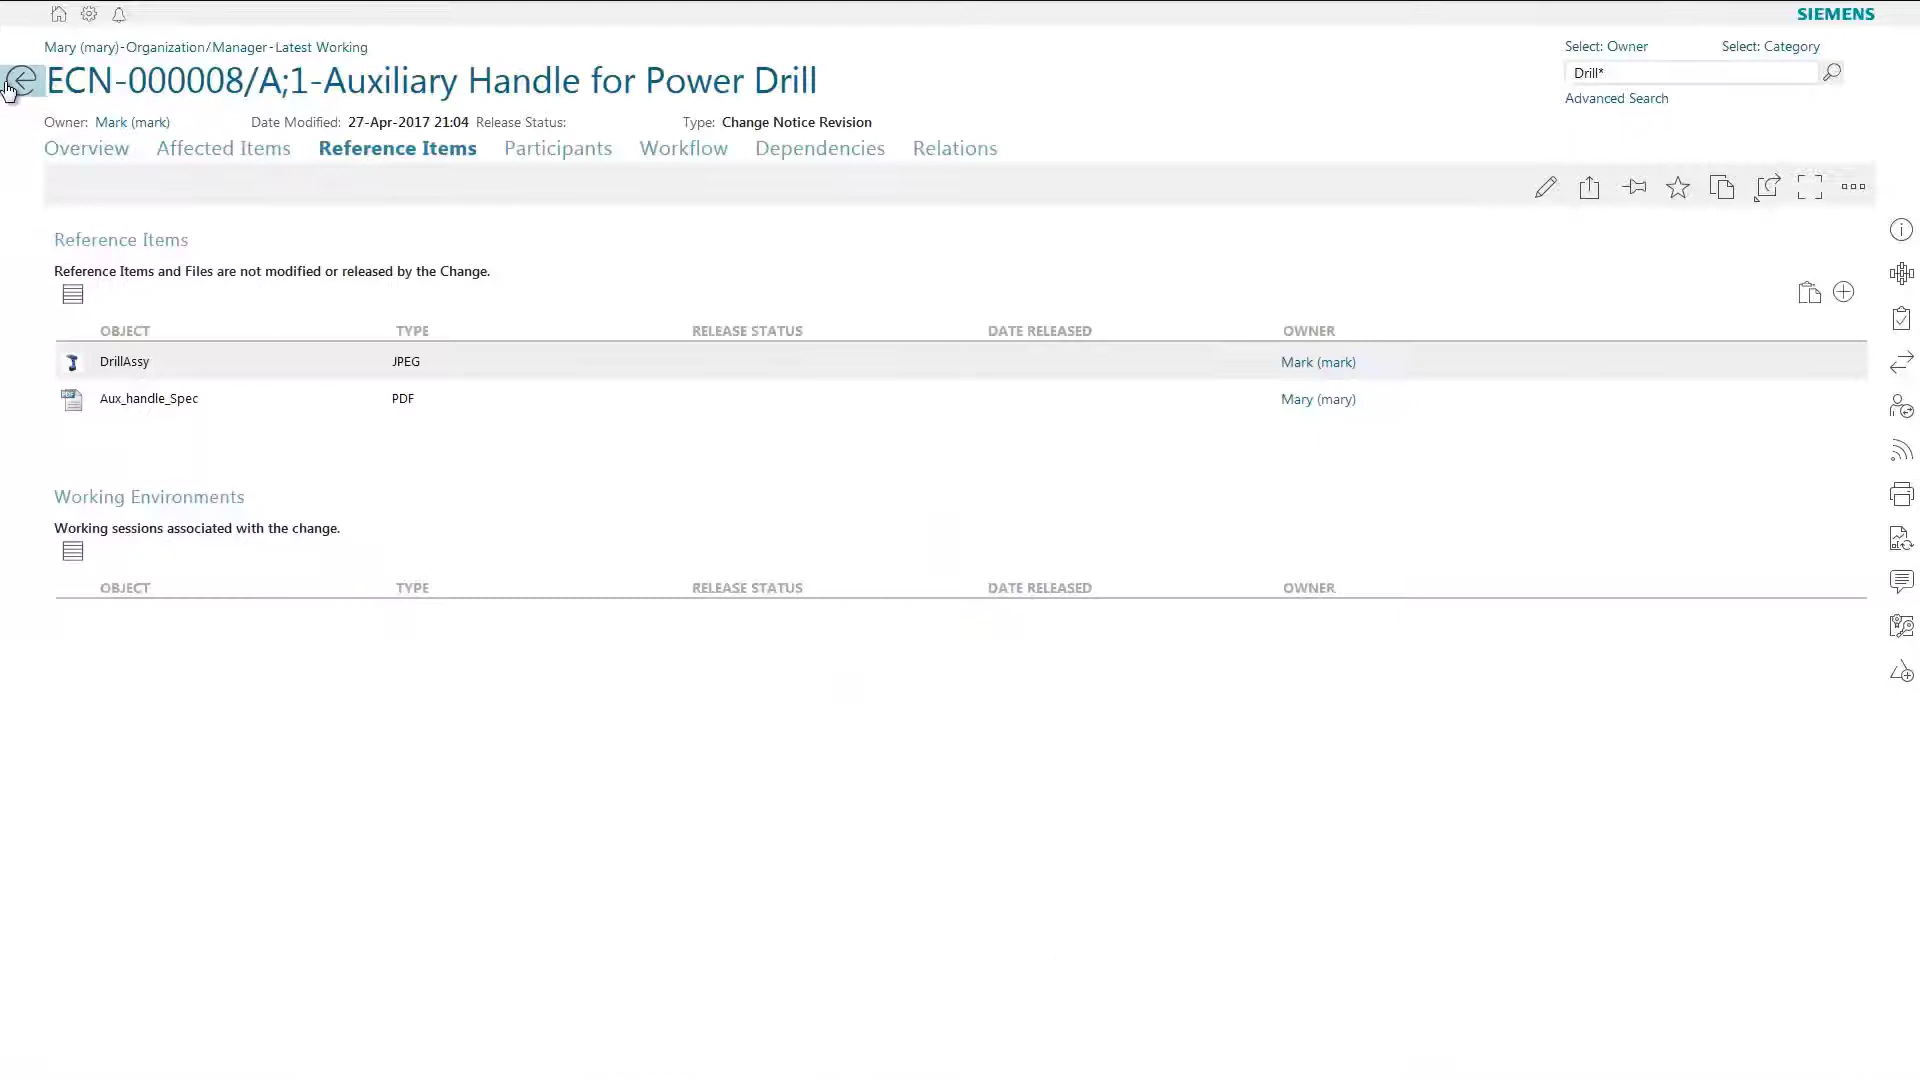 SIEMENS
Mary (mary)-Organization/Manager-Latest Working
Select: Owner Select: Category
ECN-000008/A;1-Auxiliary Handle for Power Drill
Drill*
Advanced Search
Owner: Mark (mark) Date Modified: 27-Apr-2017 21:04 Release Status: Type: Change Notice Revision
Overview Affected Items Reference Items Participants Workflow Dependencies Relations
Reference Items
Reference Items and Files are not modified or released by the Change.
OBJECT TYPE RELEASE STATUS DATE RELEASED OWNER
DrillAssy JPEG Mark (mark)
Aux_handle_Spec PDF Mary (mary)
Working Environments
Working sessions associated with the change.
OBJECT TYPE RELEASE STATUS DATE RELEASED OWNER